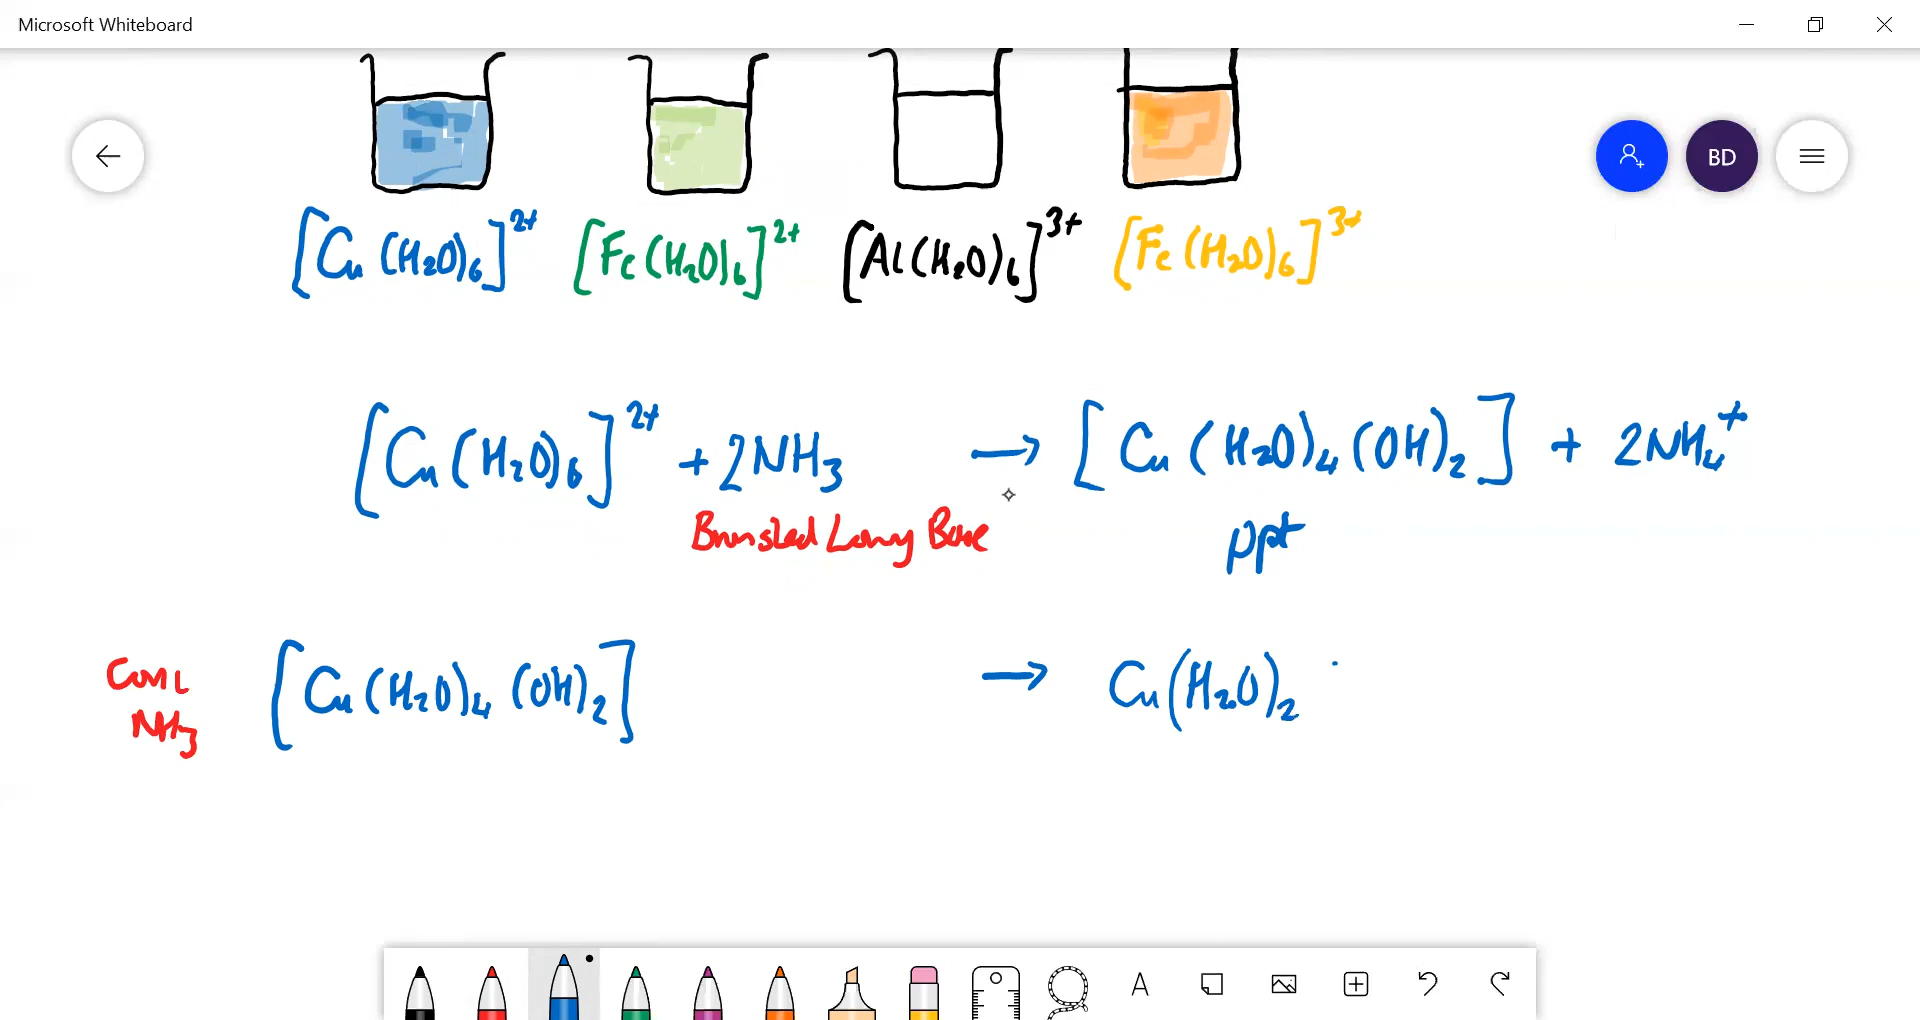 Microsoft Whiteboard
BD
[Cu(H₂O)₆]²⁺ [Fe(H₂O)₆]²⁺ [Al(H₂O)₆]³⁺ [Fe(H₂O)₆]³⁺
[Cu(H₂O)₆]²⁺ + 2NH₃ → [Cu(H₂O)₄(OH)₂] + 2NH₄⁺
Bronsted Lowry Base
ppt
Conc
NH₃
[Cu(H₂O)₄(OH)₂] → Cu(H₂O)₂
A